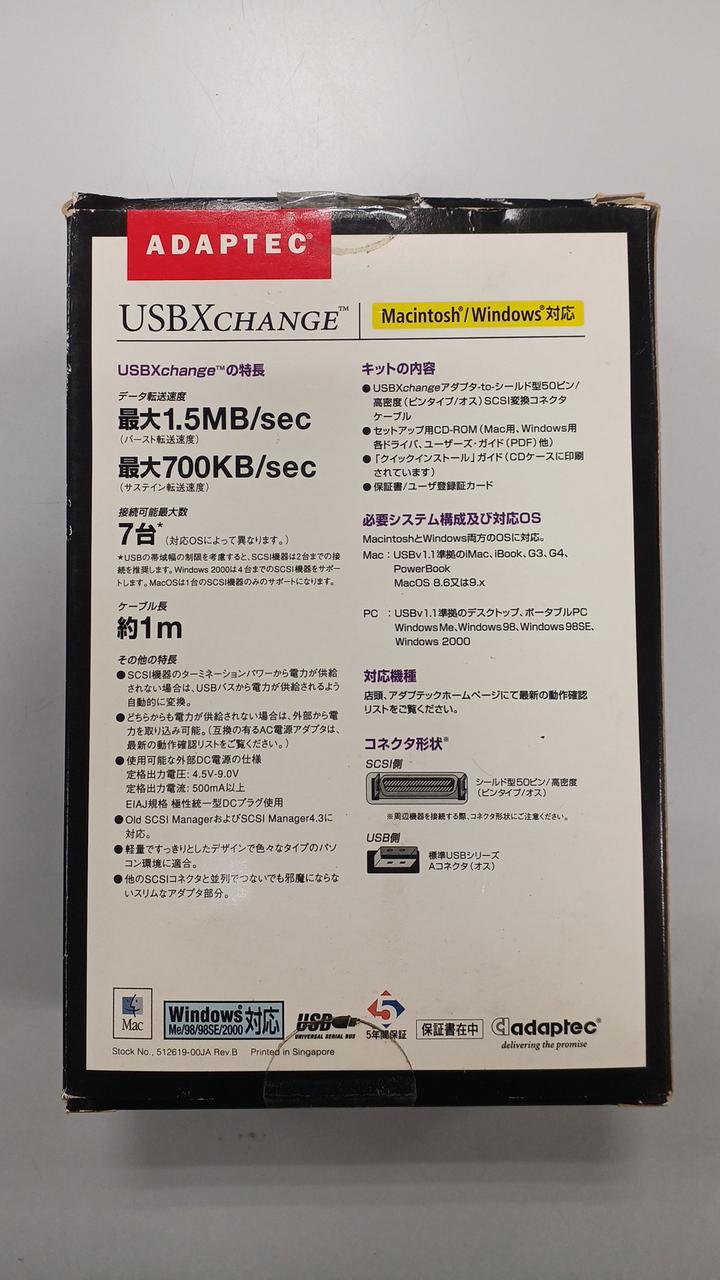 ADAPTEC®
USBXCHANGE™
Macintosh®/Windows®対応
USBXchange™の特長
データ転送速度
最大1.5MB/sec
(バースト転送速度)
最大700KB/sec
(サステイン転送速度)
接続可能最大数
7台*(対応OSによって異なります。)
*USBの帯域幅の制限を考慮すると、SCSI機器は2台までの接
続を推奨します。Windows 2000は4台までのSCSI機器をサポー
トします。MacOSは1台のSCSI機器のみのサポートになります。
ケーブル長
約1m
その他の特長
●SCSI機器のターミネーションパワーから電力が供給
されない場合は、USBバスから電力が供給されるよう
自動的に変換。
●どちらからも電力が供給されない場合は、外部から電
力を取り込み可能。(互換の有るAC電源アダプタは、
最新の動作確認リストをご覧ください。)
●使用可能な外部DC電源の仕様
定格出力電圧: 4.5V-9.0V
定格出力電流: 500mA以上
EIAJ規格 極性統一型DCプラグ使用
●Old SCSI ManagerおよびSCSI Manager4.3に
対応。
●軽量ですっきりとしたデザインで色々なタイプのパソ
コン環境に適合。
●他のSCSIコネクタと並列でつないでも邪魔にならな
いスリムなアダプタ部分。
キットの内容
●USBXchangeアダプタ-to-シールド型50ピン/
高密度(ピンタイプ/オス)SCSI変換コネクタ
ケーブル
●セットアップ用CD-ROM(Mac用、Windows用
各ドライバ、ユーザーズ・ガイド(PDF)他)
●「クイックインストール」ガイド(CDケースに印刷
されています)
●保証書/ユーザ登録証カード
必要システム構成及び対応OS
MacintoshとWindows両方のOSに対応。
Mac:USBv1.1準拠のiMac、iBook、G3、G4、
PowerBook
MacOS 8.6又は9.x
PC :USBv1.1準拠のデスクトップ、ポータブルPC
Windows Me、Windows 98、Windows 98SE、
Windows 2000
対応機種
店頭、アダプテックホームページにて最新の動作確認
リストをご覧ください。
コネクタ形状※
SCSI側
シールド型50ピン/高密度
(ピンタイプ/オス)
※周辺機器を接続する際、コネクタ形状にご注意ください。
USB側
標準USBシリーズ
Aコネクタ(オス)
Mac
Windows®
Me/98/98SE/2000
対応
USB
UNIVERSAL SERIAL BUS
5
5年間保証
保証書在中
adaptec®
delivering the promise
Stock No., 512619-00JA Rev.B Printed in Singapore